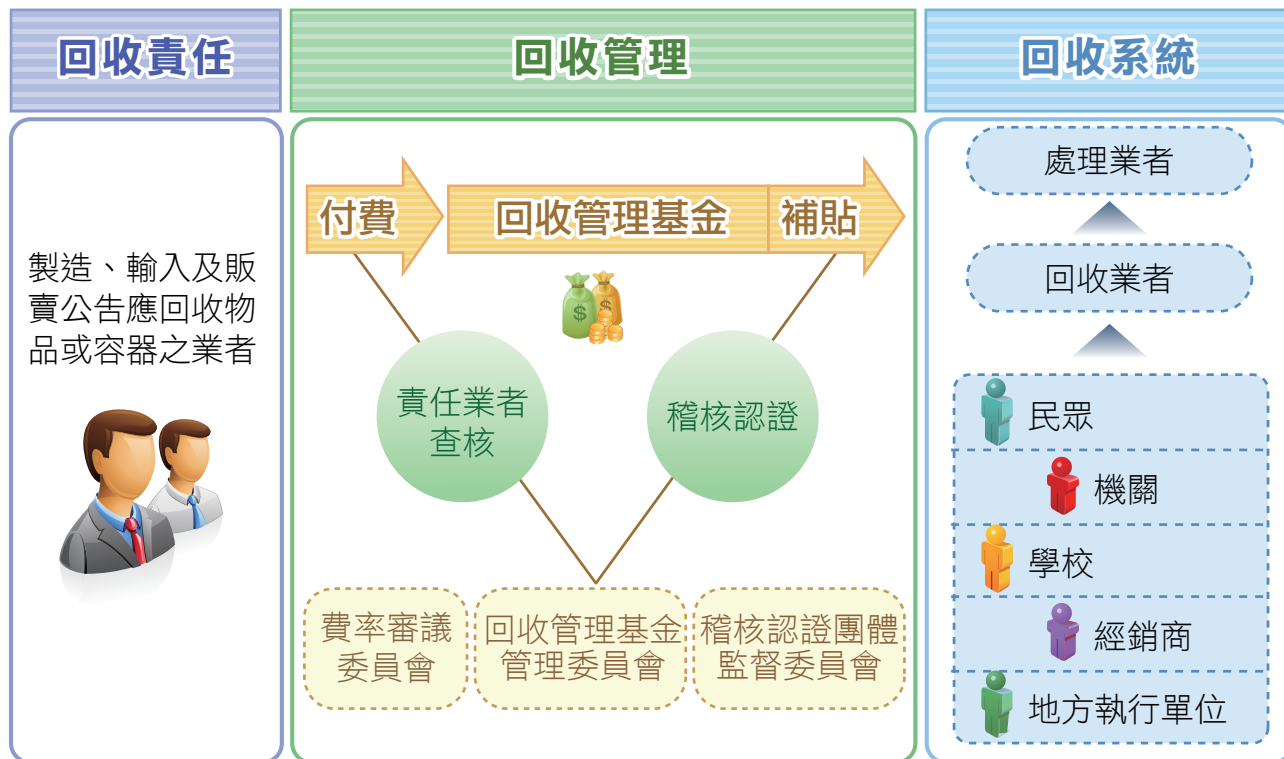 回收責任
回收管理
回收系統
製造、輸入及販
賣公告應回收物
品或容器之業者
付費
回收管理基金
補貼
$
$
責任業者
查核
稽核認證
費率審議
委員會
回收管理基金
管理委員會
稽核認證團體
監督委員會
處理業者
回收業者
民眾
機關
學校
經銷商
地方執行單位